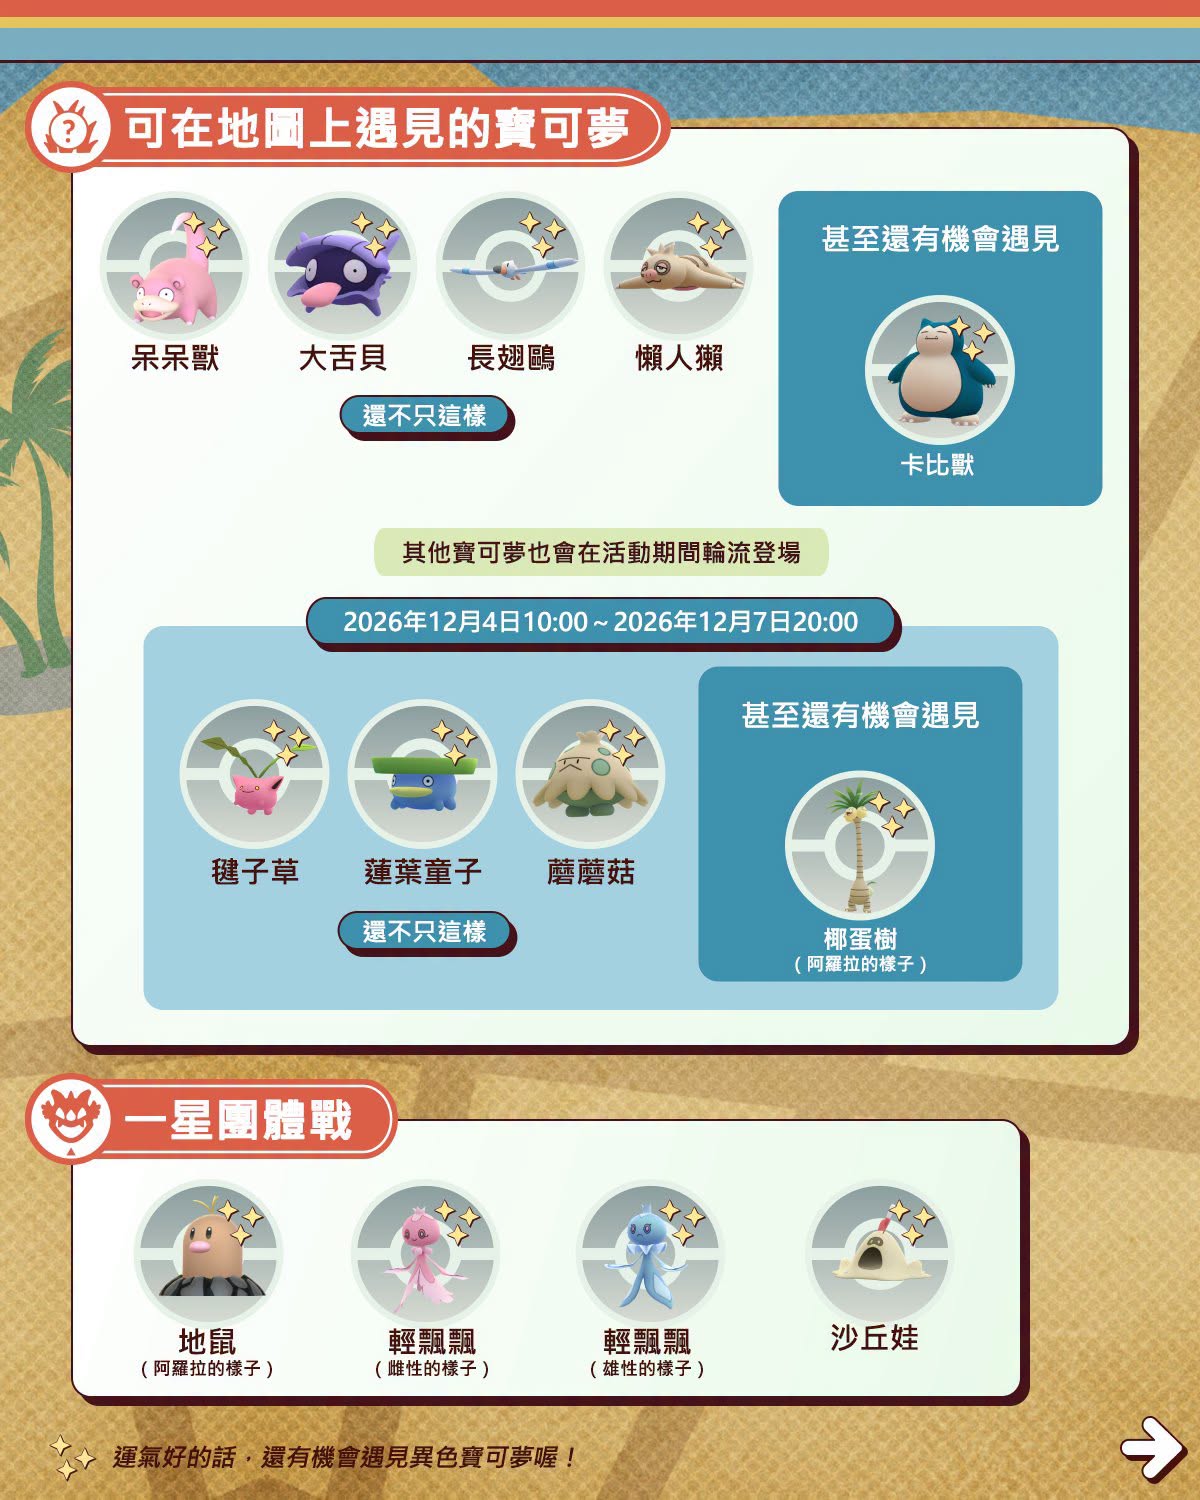 可在地圖上遇見的寶可夢
呆呆獸
大舌貝
長翅鷗
懶人獺
還不只這樣
甚至還有機會遇見
卡比獸
其他寶可夢也會在活動期間輪流登場
2026年12月4日10:00～2026年12月7日20:00
毽子草
蓮葉童子
蘑蘑菇
還不只這樣
甚至還有機會遇見
椰蛋樹
(阿羅拉的樣子)
一星團體戰
地鼠
(阿羅拉的樣子)
輕飄飄
(雌性的樣子)
輕飄飄
(雄性的樣子)
沙丘娃
運氣好的話，還有機會遇見異色寶可夢喔！